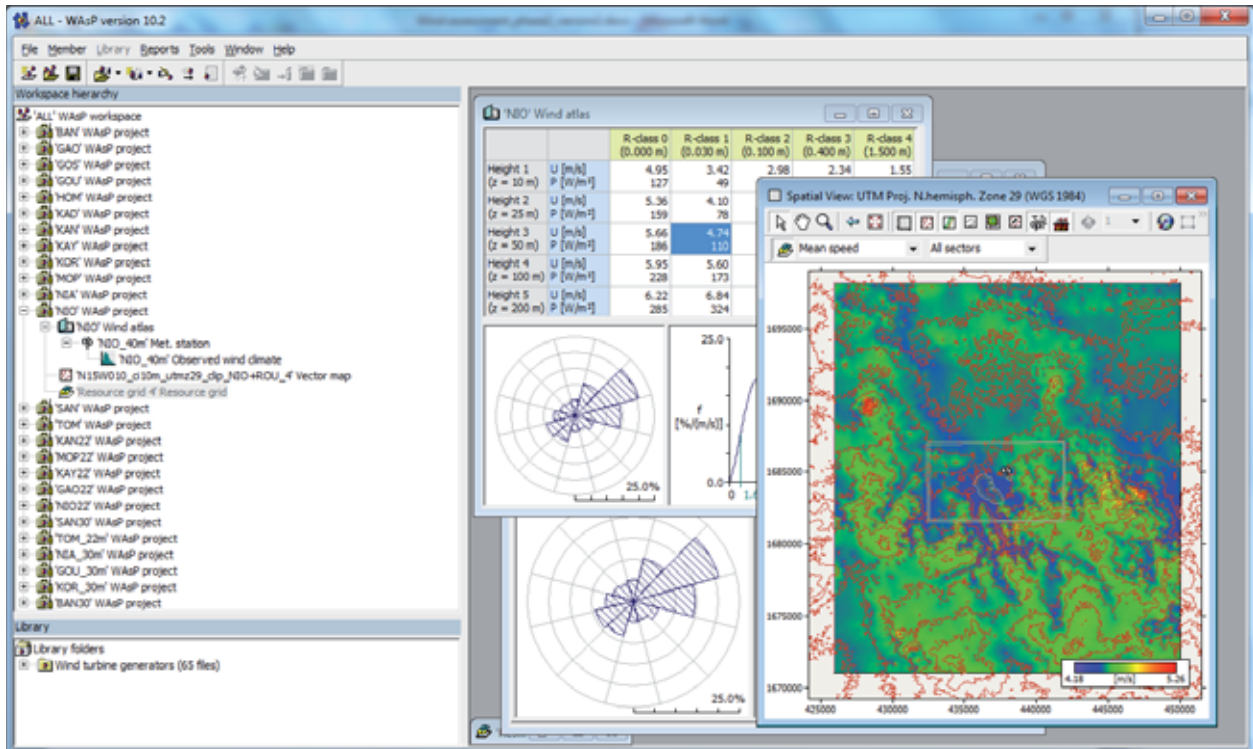 ALL - WAsP version 10.2
File Member Library Reports Tools Window Help
Workspace hierarchy
'ALL' WAsP workspace
'BAN' WAsP project
'GAO' WAsP project
'GOS' WAsP project
'GOU' WAsP project
'HOM' WAsP project
'KAD' WAsP project
'KAN' WAsP project
'KAY' WAsP project
'KOR' WAsP project
'MOP' WAsP project
'NIA' WAsP project
'NIO' WAsP project
'NIO' Wind atlas
'NIO_40m' Met. station
'NIO_40m' Observed wind climate
'N15W010_ci10m_utmz29_clip_NIO+ROU_4' Vector map
'Resource grid 4' Resource grid
'SAN' WAsP project
'TOM' WAsP project
'KAN22' WAsP project
'MOP22' WAsP project
'KAY22' WAsP project
'GAO22' WAsP project
'NIO22' WAsP project
'SAN30' WAsP project
'TOM_22m' WAsP project
'NIA_30m' WAsP project
'GOU_30m' WAsP project
'KOR_30m' WAsP project
'BAN30' WAsP project
Library
Library folders
Wind turbine generators (65 files)
'NIO' Wind atlas
R-class 0 R-class 1 R-class 2 R-class 3 R-class 4
(0.000 m) (0.030 m) (0.100 m) (0.400 m) (1.500 m)
Height 1 U [m/s] 4.95 3.42 2.98 2.34 1.55
(z = 10 m) P [W/m²] 127 49
Height 2 U [m/s] 5.36 4.10
(z = 25 m) P [W/m²] 159 78
Height 3 U [m/s] 5.66 4.74
(z = 50 m) P [W/m²] 186 110
Height 4 U [m/s] 5.95 5.60
(z = 100 m) P [W/m²] 228 173
Height 5 U [m/s] 6.22 6.84
(z = 200 m) P [W/m²] 285 324
25.0%
25.0
f
[%/(m/s)]
0.0
0
25.0%
Spatial View: UTM Proj. N.hemisph. Zone 29 (WGS 1984)
1
Mean speed All sectors
1695000
1690000
1685000
1680000
1675000
1670000
4.18 [m/s] 5.26
425000 430000 435000 440000 445000 450000